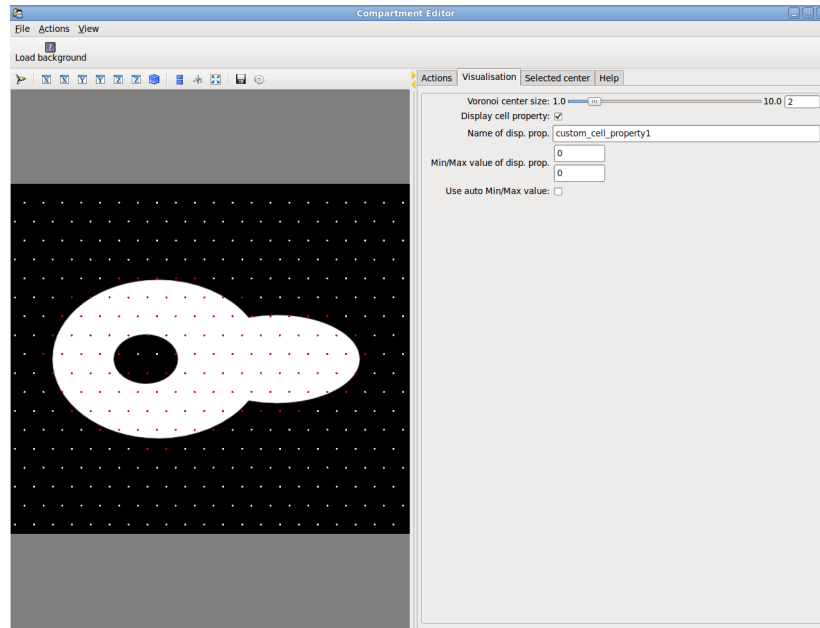 Compartment Editor
File Actions View
?
Load background
X X Y Y Z Z
Actions Visualisation Selected center Help
Voronoi center size: 1.0 10.0 2
Display cell property:
Name of disp. prop. custom_cell_property1
Min/Max value of disp. prop. 0
0
Use auto Min/Max value: